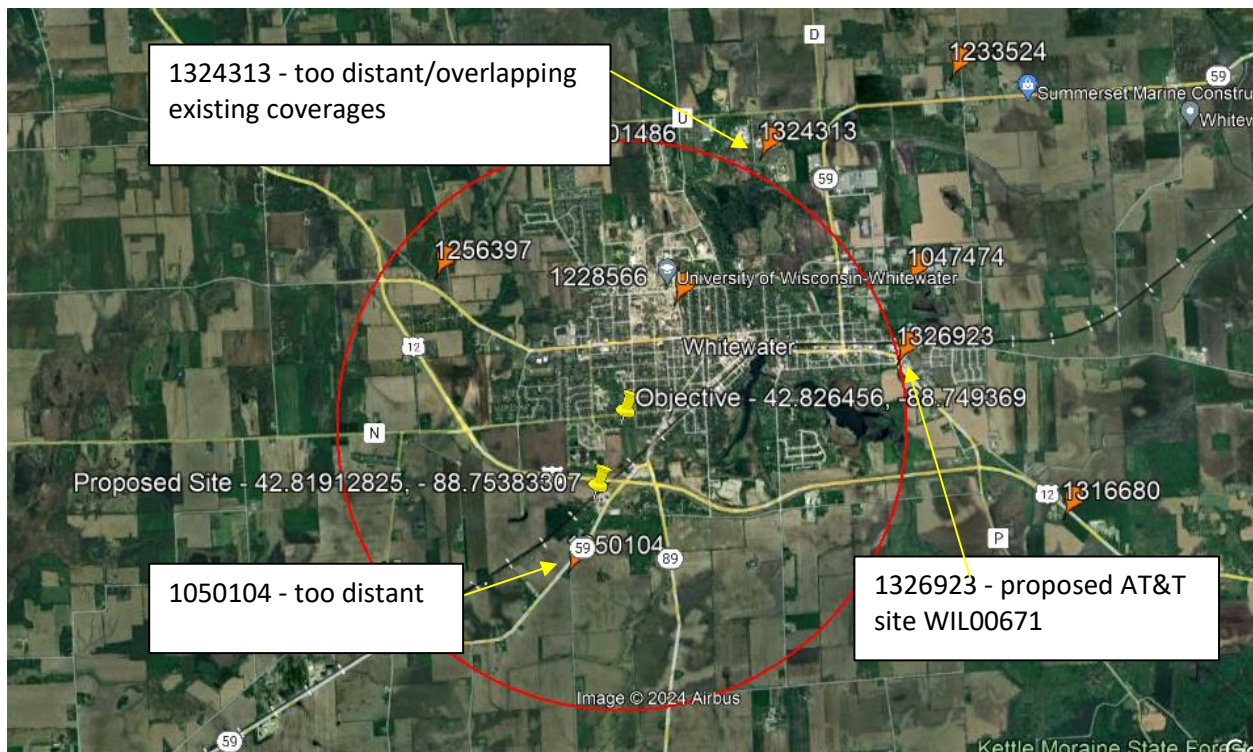 D
1233524
59
Summerset Marine Constru
Whitew
1324313 - too distant/overlapping
existing coverages
U
01486
1324313
59
1256397
1047474
1228566
University of Wisconsin-Whitewater
12
Whitewater
1326923
Objective - 42.826456, -88.749369
N
Proposed Site - 42.81912825, - 88.75383307
12
1316680
P
59
050104
89
1050104 - too distant
1326923 - proposed AT&T
site WIL00671
Image © 2024 Airbus
59
Kettle Moraine State Fore
G